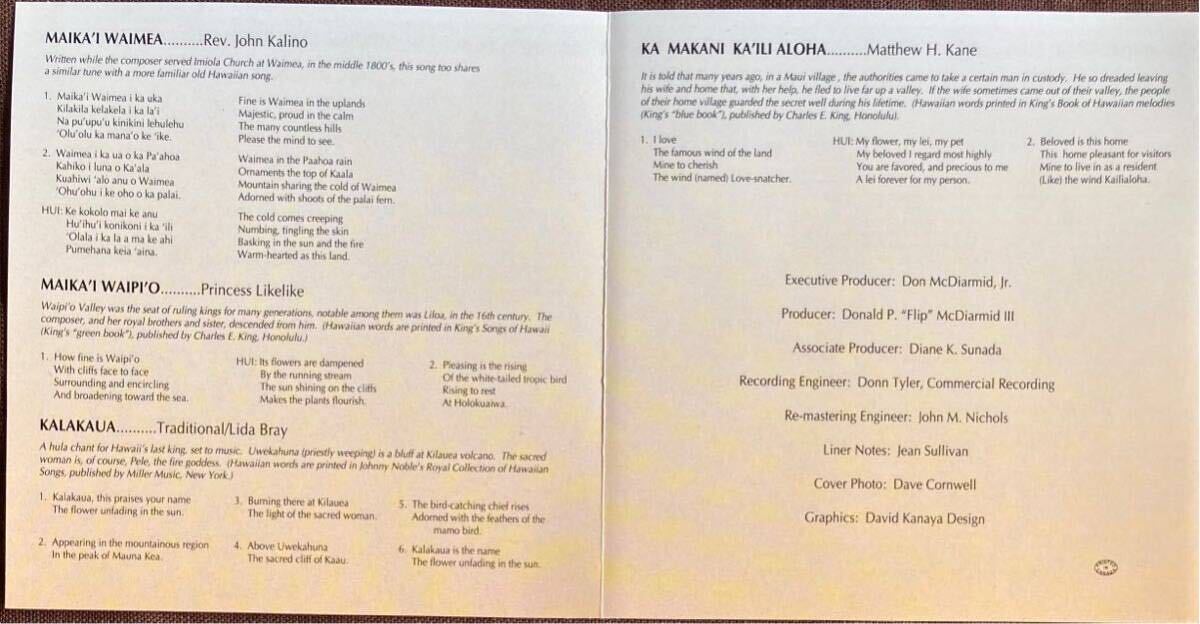 MAIKA'I WAIMEA..........Rev. John Kalino
Written while the composer served Imiola Church at Waimea, in the middle 1800's, this song too shares
a similar tune with a more familiar old Hawaiian song.
1. Maika'i Waimea i ka uka
Kilakila kelakela i ka la'i
Na pu'upu'u kinikini lehulehu
'Olu'olu ka mana'o ke 'ike.
Fine is Waimea in the uplands
Majestic, proud in the calm
The many countless hills
Please the mind to see.
2. Waimea i ka ua o ka Pa'ahoa
Kahiko i luna o Ka'ala
Kuahiwi 'alo anu o Waimea
'Ohu'ohu i ke oho o ka palai.
Waimea in the Paahoa rain
Ornaments the top of Kaala
Mountain sharing the cold of Waimea
Adorned with shoots of the palai fern.
HUI: Ke kokolo mai ke anu
Hu'ihu'i konikoni i ka 'ili
'Olala i ka la a ma ke ahi
Pumehana keia 'aina.
The cold comes creeping
Numbing, tingling the skin
Basking in the sun and the fire
Warm-hearted as this land.
MAIKA'I WAIPI'O..........Princess Likelike
Waipi'o Valley was the seat of ruling kings for many generations, notable among them was Liloa, in the 16th century. The
composer, and her royal brothers and sister, descended from him. (Hawaiian words are printed in King's Songs of Hawaii
(King's "green book"), published by Charles E. King, Honolulu.)
1. How fine is Waipi'o
With cliffs face to face
Surrounding and encircling
And broadening toward the sea.
HUI: Its flowers are dampened
By the running stream
The sun shining on the cliffs
Makes the plants flourish.
2. Pleasing is the rising
Of the white-tailed tropic bird
Rising to rest
At Holokuaiwa.
KALAKAUA..........Traditional/Lida Bray
A hula chant for Hawaii's last king, set to music. Uwekahuna (priestly weeping) is a bluff at Kilauea volcano. The sacred
woman is, of course, Pele, the fire goddess. (Hawaiian words are printed in Johnny Noble's Royal Collection of Hawaiian
Songs, published by Miller Music, New York.)
1. Kalakaua, this praises your name
The flower unfading in the sun.
2. Appearing in the mountainous region
In the peak of Mauna Kea.
3. Burning there at Kilauea
The light of the sacred woman.
4. Above Uwekahuna
The sacred cliff of Kaau.
5. The bird-catching chief rises
Adorned with the feathers of the
mamo bird.
6. Kalakaua is the name
The flower unfading in the sun.
KA MAKANI KA'ILI ALOHA..........Matthew H. Kane
It is told that many years ago, in a Maui village , the authorities came to take a certain man in custody. He so dreaded leaving
his wife and home that, with her help, he fled to live far up a valley. If the wife sometimes came out of their valley, the people
of their home village guarded the secret well during his lifetime. (Hawaiian words printed in King's Book of Hawaiian melodies
(King's "blue book"), published by Charles E. King, Honolulu).
1. I love
The famous wind of the land
Mine to cherish
The wind (named) Love-snatcher.
HUI: My flower, my lei, my pet
My beloved I regard most highly
You are favored, and precious to me
A lei forever for my person.
2. Beloved is this home
This home pleasant for visitors
Mine to live in as a resident
(Like) the wind Kailialoha.
Executive Producer: Don McDiarmid, Jr.
Producer: Donald P. "Flip" McDiarmid III
Associate Producer: Diane K. Sunada
Recording Engineer: Donn Tyler, Commercial Recording
Re-mastering Engineer: John M. Nichols
Liner Notes: Jean Sullivan
Cover Photo: Dave Cornwell
Graphics: David Kanaya Design